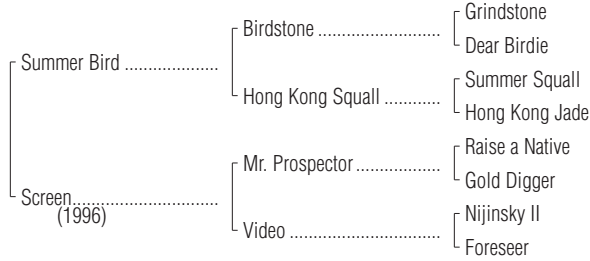 Grindstone
Birdstone ..........................
Dear Birdie
Summer Bird ....................
Summer Squall
Hong Kong Squall ............
Hong Kong Jade
Raise a Native
Mr. Prospector ..................
Gold Digger
Screen................................
(1996)
Nijinsky II
Video ................................
Foreseer